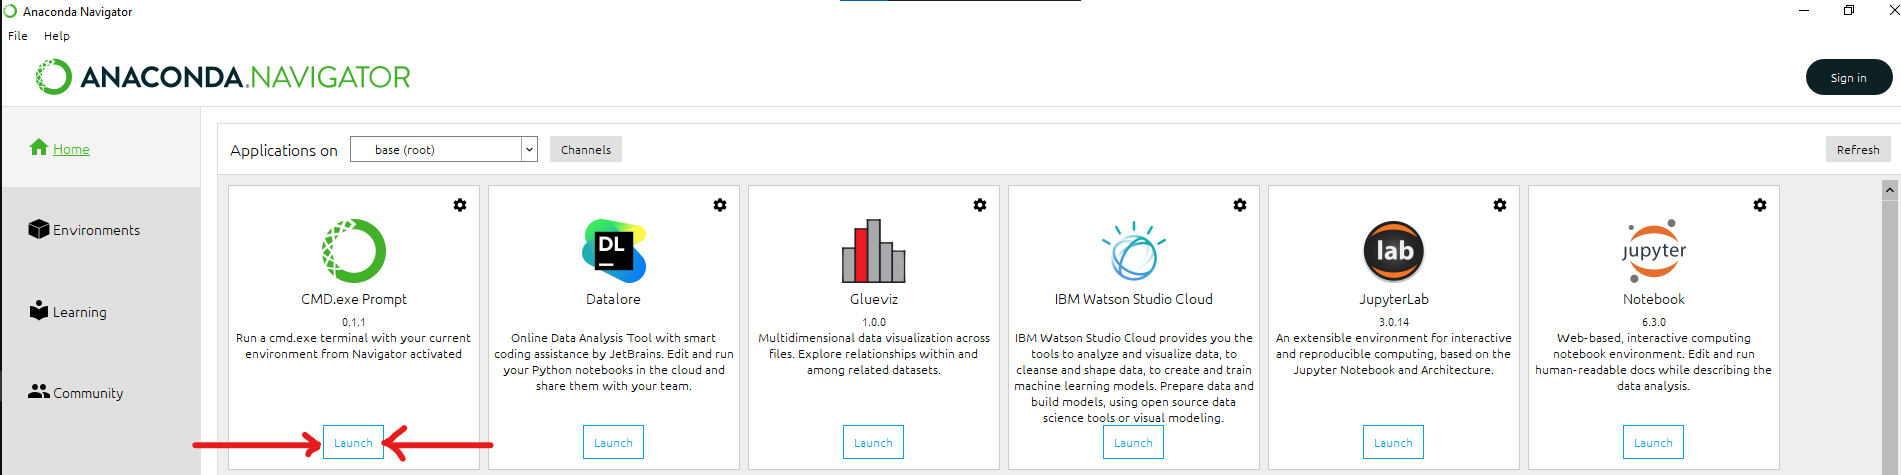 Anaconda Navigator
File Help
ANACONDA.NAVIGATOR
Sign in
Home
Environments
Learning
Community
Applications on base (root) Channels Refresh
CMD.exe Prompt
0.1.1
Run a cmd.exe terminal with your current
environment from Navigator activated
Launch
DL
Datalore
Online Data Analysis Tool with smart
coding assistance by JetBrains. Edit and run
your Python notebooks in the cloud and
share them with your team.
Launch
Glueviz
1.0.0
Multidimensional data visualization across
files. Explore relationships within and
among related datasets.
Launch
IBM Watson Studio Cloud
IBM Watson Studio Cloud provides you the
tools to analyze and visualize data, to
cleanse and shape data, to create and train
machine learning models. Prepare data and
build models, using open source data
science tools or visual modeling.
Launch
lab
JupyterLab
3.0.14
An extensible environment for interactive
and reproducible computing, based on the
Jupyter Notebook and Architecture.
Launch
jupyter
Notebook
6.3.0
Web-based, interactive computing
notebook environment. Edit and run
human-readable docs while describing the
data analysis.
Launch